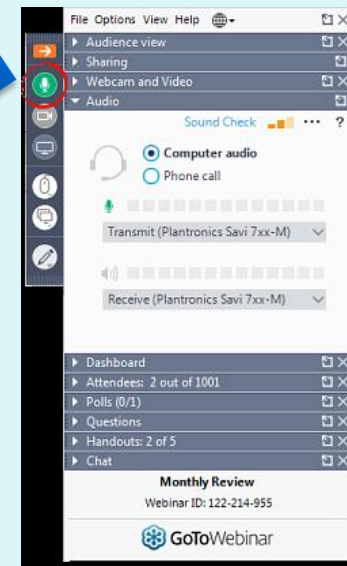 File Options View Help
Audience view
Sharing
Webcam and Video
Audio
Sound Check ... ?
Computer audio
Phone call
Transmit (Plantronics Savi 7xx-M)
Receive (Plantronics Savi 7xx-M)
Dashboard
Attendees: 2 out of 1001
Polls (0/1)
Questions
Handouts: 2 of 5
Chat
Monthly Review
Webinar ID: 122-214-955
GoToWebinar